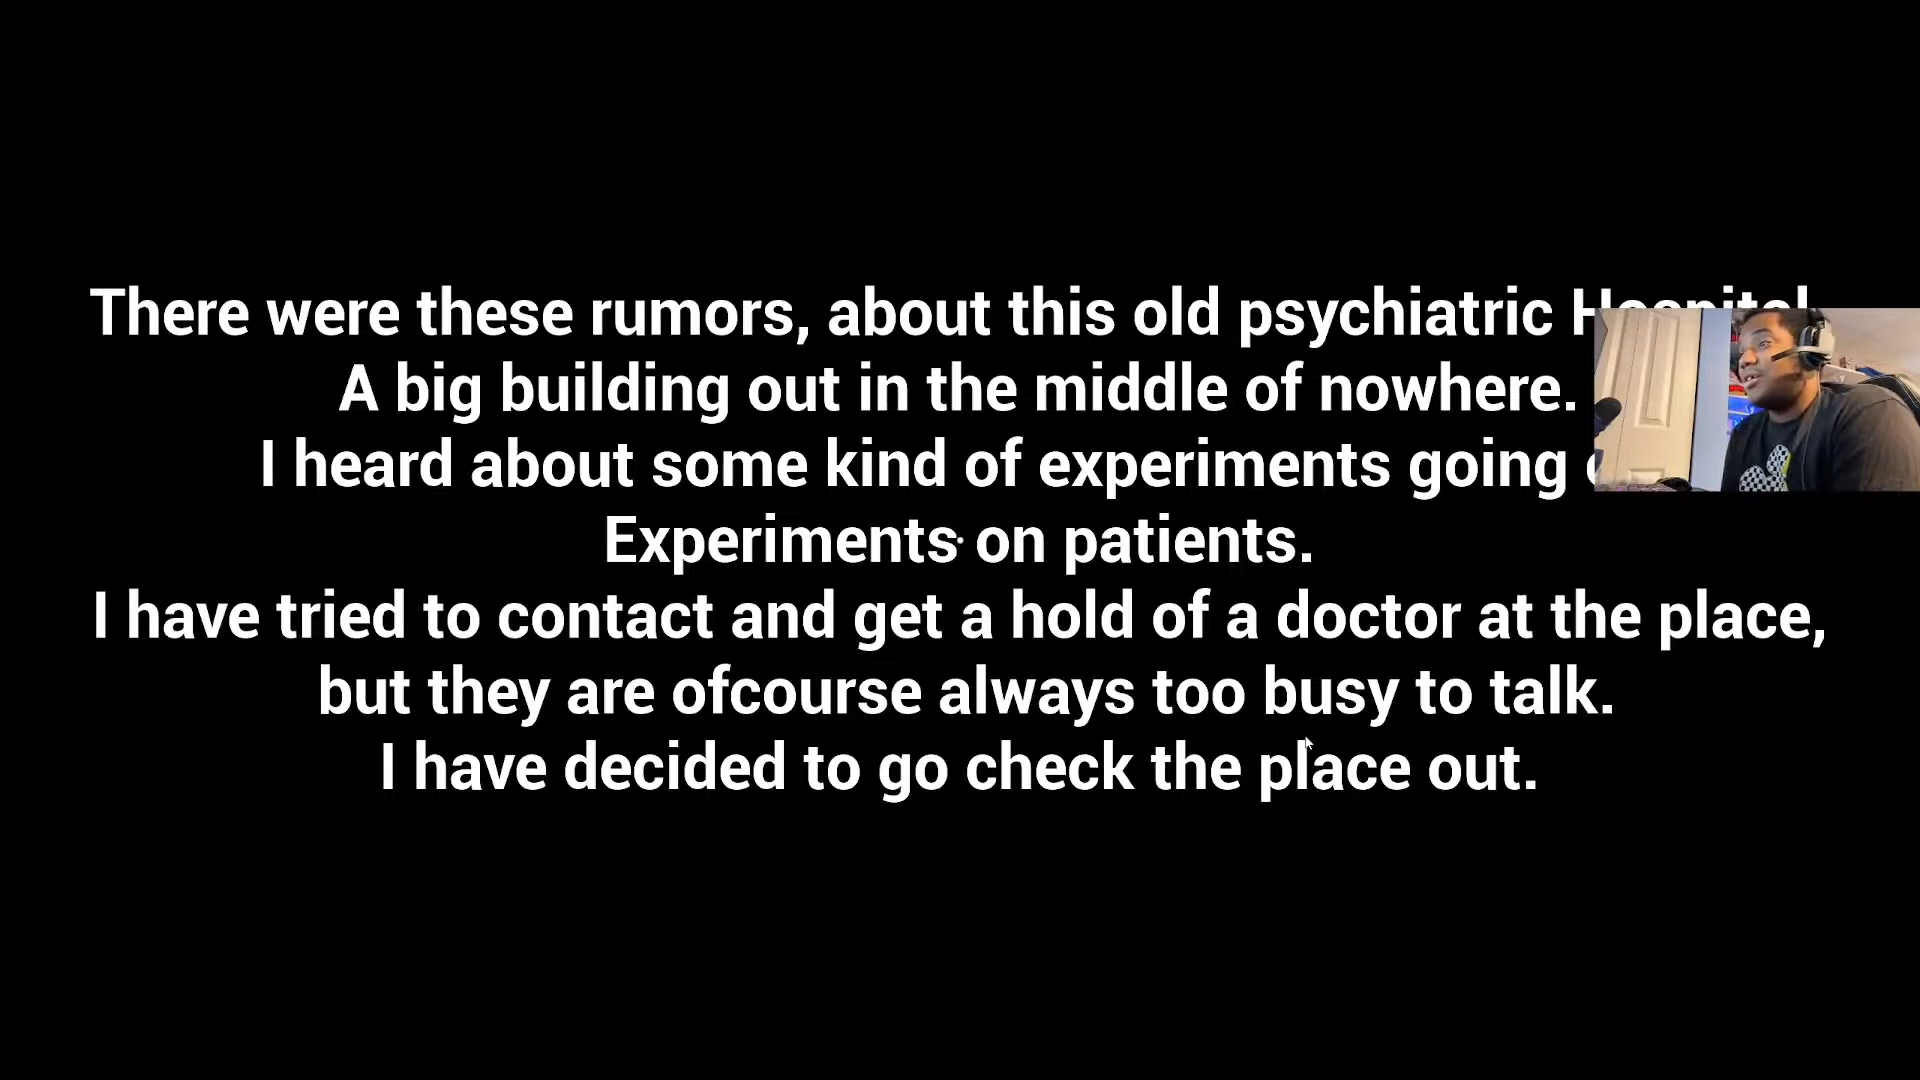 There were these rumors, about this old psychiatric Hospital
A big building out in the middle of nowhere.
I heard about some kind of experiments going
Experiments on patients.
I have tried to contact and get a hold of a doctor at the place,
but they are ofcourse always too busy to talk.
I have decided to go check the place out.